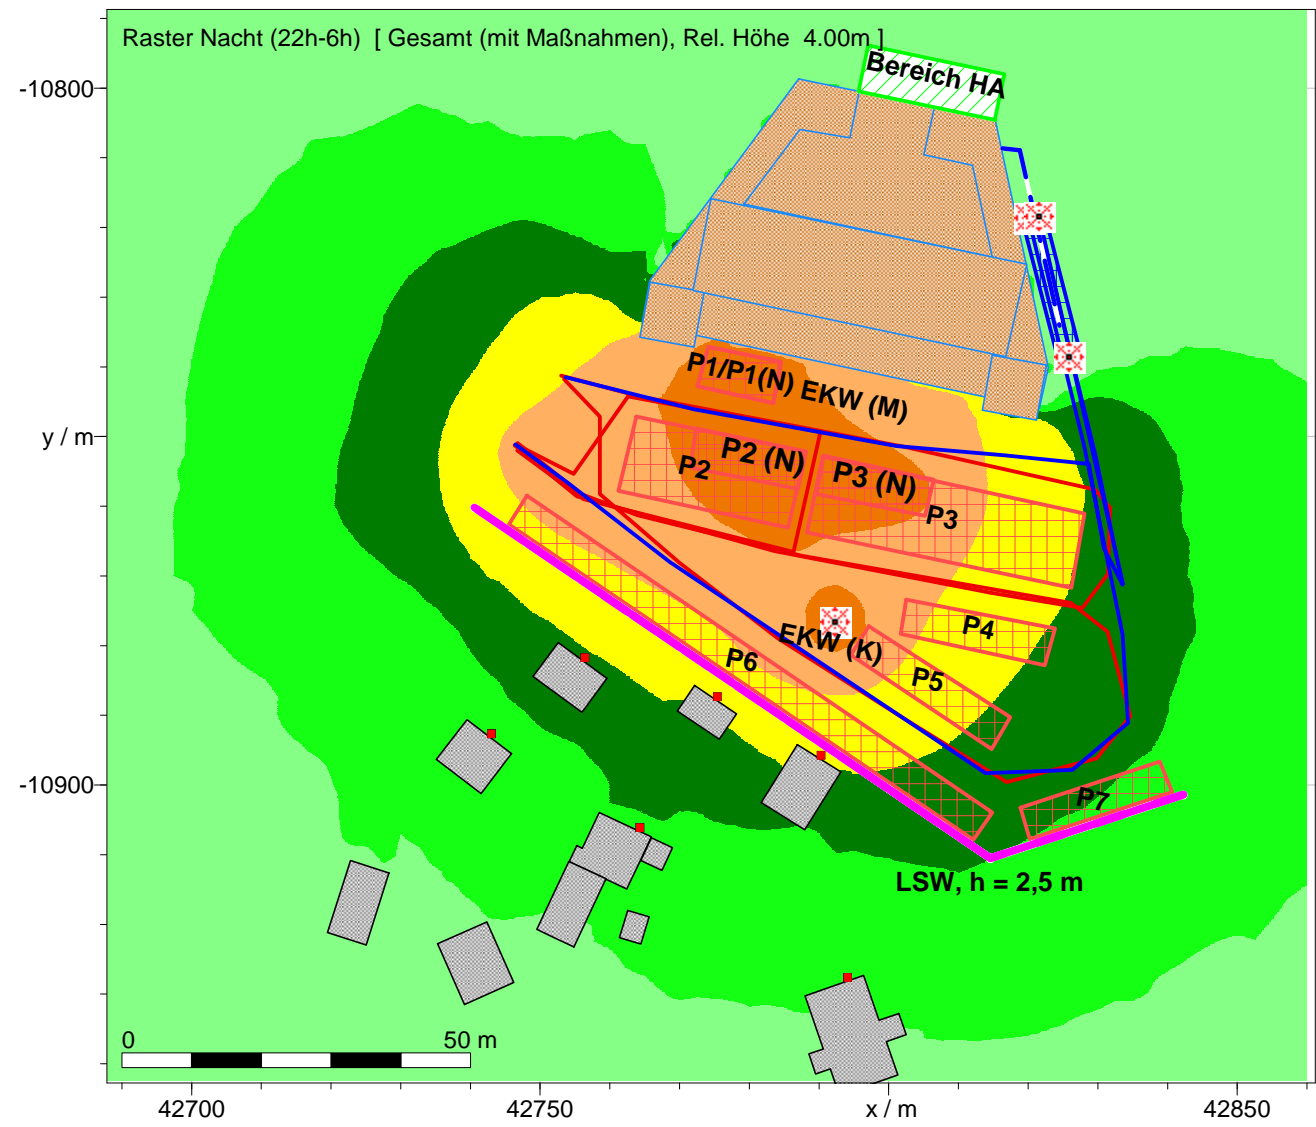 Raster Nacht (22h-6h) [ Gesamt (mit Maßnahmen), Rel. Höhe 4.00m ]
Bereich HA
-10800
P1/P1(N) EKW (M)
y / m
P2
P2 (N)
P3 (N)
P3
P4
EKW (K)
P6
P5
-10900
P7
LSW, h = 2,5 m
0
50 m
42700
42750
x / m
42850